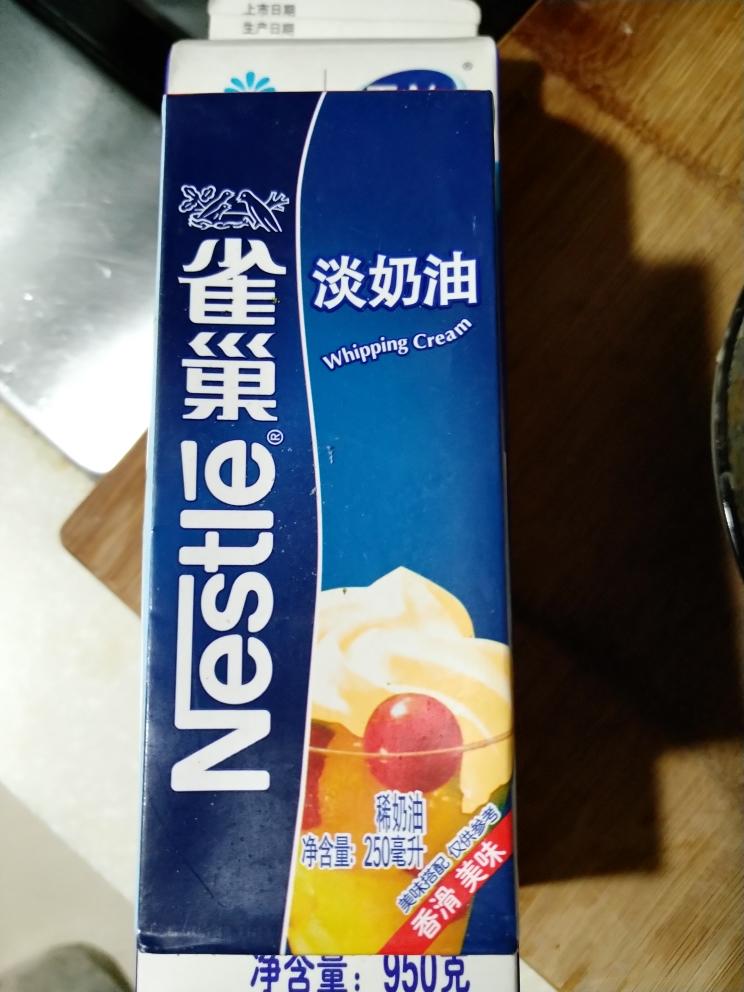 上市日期
生产日期
雀巢
Nestlé
淡奶油
Whipping Cream
稀奶油
净含量: 250毫升
美味搭配 仅供参考
香滑 美味
净含量: 950克